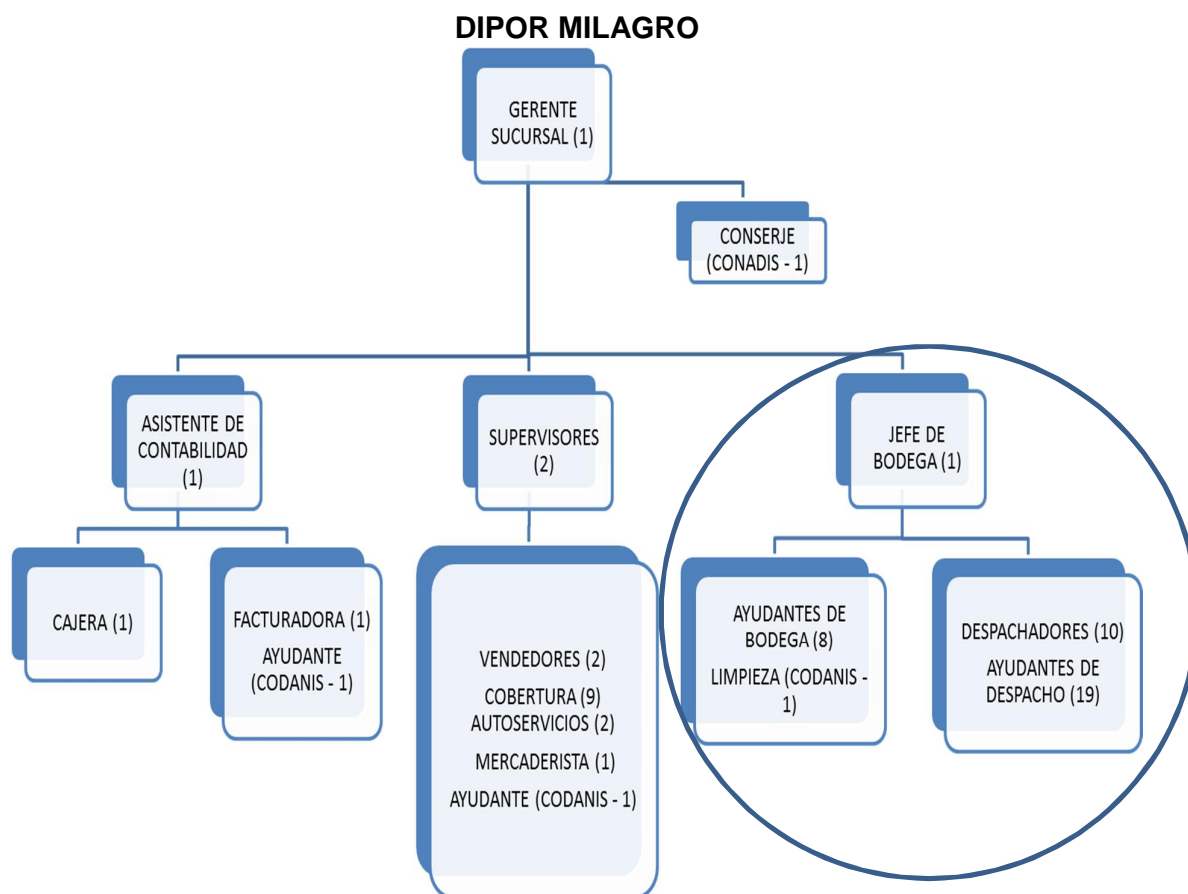 DIPOR MILAGRO
GERENTE
SUCURSAL (1)
CONSERJE
(CONADIS - 1)
ASISTENTE DE
CONTABILIDAD
(1)
SUPERVISORES
(2)
JEFE DE
BODEGA (1)
CAJERA (1)
FACTURADORA (1)
AYUDANTE
(CODANIS - 1)
VENDEDORES (2)
COBERTURA (9)
AUTOSERVICIOS (2)
MERCADERISTA (1)
AYUDANTE (CODANIS - 1)
AYUDANTES DE
BODEGA (8)
LIMPIEZA (CODANIS -
1)
DESPACHADORES (10)
AYUDANTES DE
DESPACHO (19)